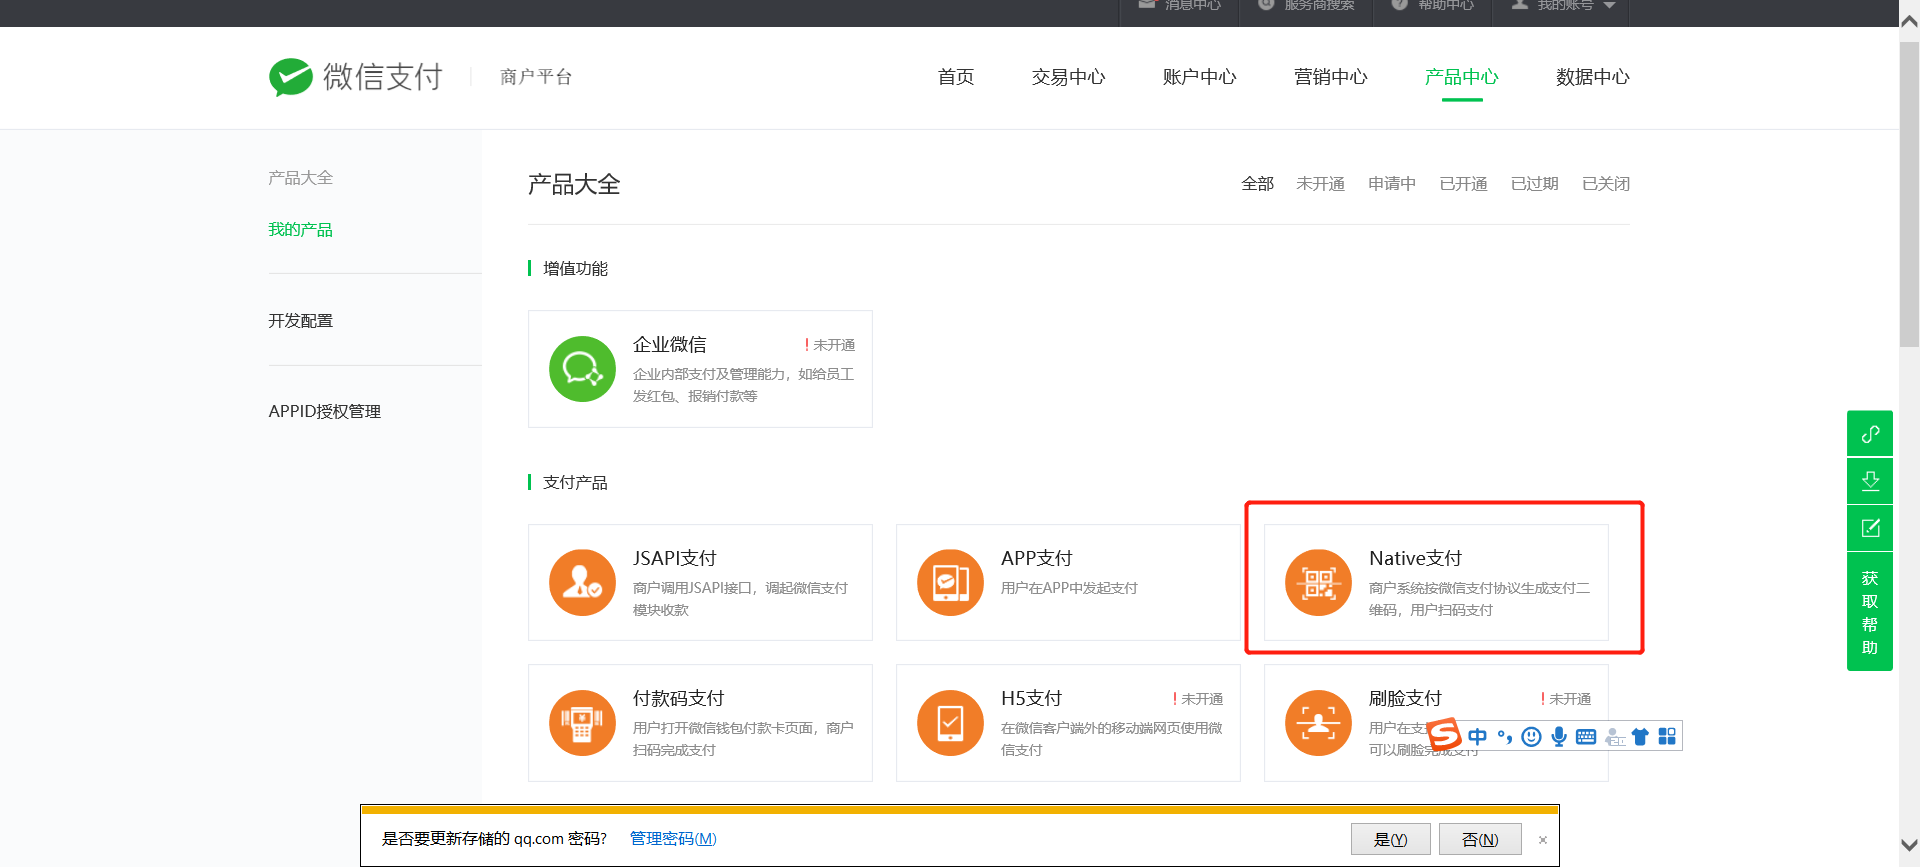 消息中心
服务商搜索
帮助中心
我的账号
微信支付
商户平台
首页
交易中心
账户中心
营销中心
产品中心
数据中心
产品大全
我的产品
开发配置
APPID授权管理
产品大全
全部
未开通
申请中
已开通
已过期
已关闭
增值功能
企业微信
!未开通
企业内部支付及管理能力，如给员工
发红包、报销付款等
支付产品
JSAPI支付
商户调用JSAPI接口，调起微信支付
模块收款
APP支付
用户在APP中发起支付
Native支付
商户系统按微信支付协议生成支付二
维码，用户扫码支付
付款码支付
用户打开微信钱包付款卡页面，商户
扫码完成支付
H5支付
!未开通
在微信客户端外的移动端网页使用微
信支付
刷脸支付
!未开通
用户在支
可以刷脸完成支付
中
获
取
帮
助
是否要更新存储的 qq.com 密码?
管理密码(M)
是(Y)
否(N)
×